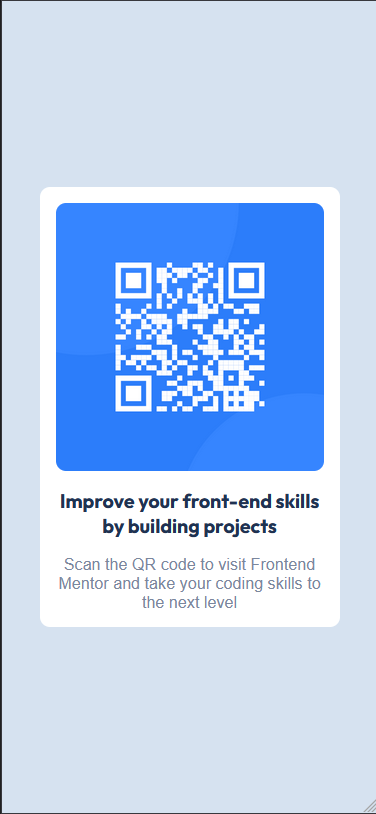 Improve your front-end skills
by building projects
Scan the QR code to visit Frontend
Mentor and take your coding skills to
the next level